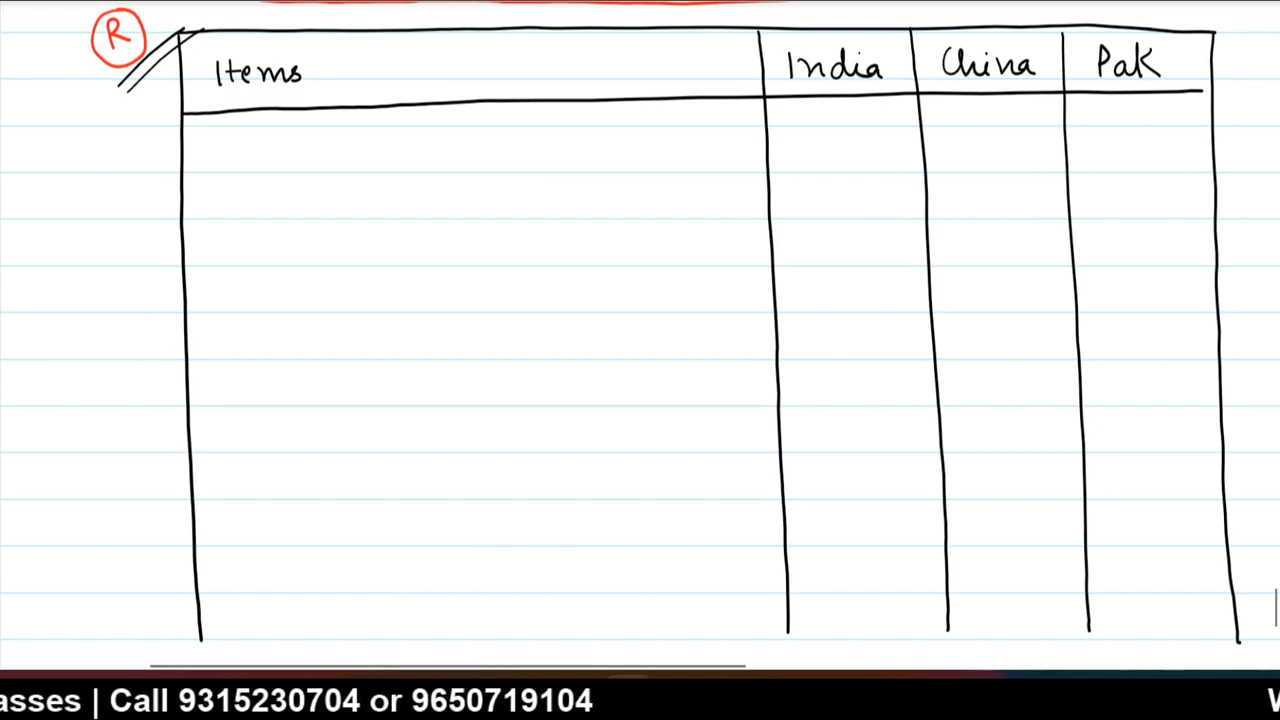 R
Items India China Pak
asses | Call 9315230704 or 9650719104 W